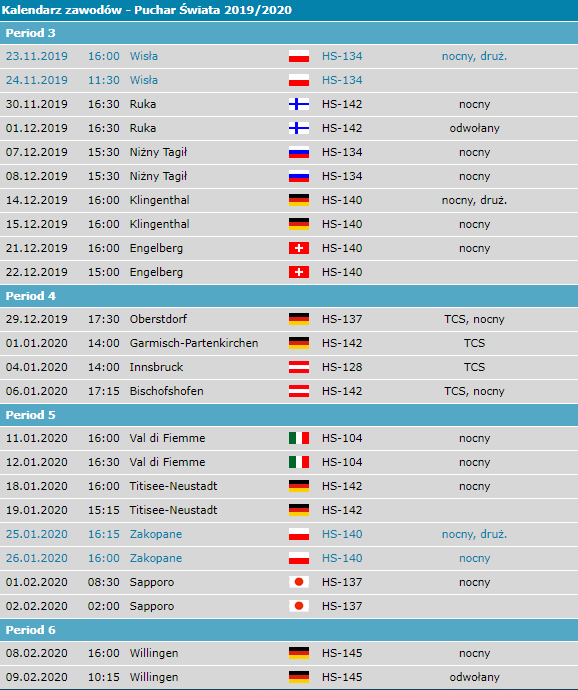 Kalendarz zawodów - Puchar Świata 2019/2020
Period 3
23.11.2019 16:00 Wisła HS-134 nocny, druż.
24.11.2019 11:30 Wisła HS-134
30.11.2019 16:30 Ruka HS-142 nocny
01.12.2019 16:30 Ruka HS-142 odwołany
07.12.2019 15:30 Niżny Tagił HS-134 nocny
08.12.2019 15:30 Niżny Tagił HS-134 nocny
14.12.2019 16:00 Klingenthal HS-140 nocny, druż.
15.12.2019 16:00 Klingenthal HS-140 nocny
21.12.2019 16:00 Engelberg HS-140 nocny
22.12.2019 15:00 Engelberg HS-140
Period 4
29.12.2019 17:30 Oberstdorf HS-137 TCS, nocny
01.01.2020 14:00 Garmisch-Partenkirchen HS-142 TCS
04.01.2020 14:00 Innsbruck HS-128 TCS
06.01.2020 17:15 Bischofshofen HS-142 TCS, nocny
Period 5
11.01.2020 16:00 Val di Fiemme HS-104 nocny
12.01.2020 16:30 Val di Fiemme HS-104 nocny
18.01.2020 16:00 Titisee-Neustadt HS-142 nocny
19.01.2020 15:15 Titisee-Neustadt HS-142
25.01.2020 16:15 Zakopane HS-140 nocny, druż.
26.01.2020 16:00 Zakopane HS-140 nocny
01.02.2020 08:30 Sapporo HS-137 nocny
02.02.2020 02:00 Sapporo HS-137
Period 6
08.02.2020 16:00 Willingen HS-145 nocny
09.02.2020 10:15 Willingen HS-145 odwołany